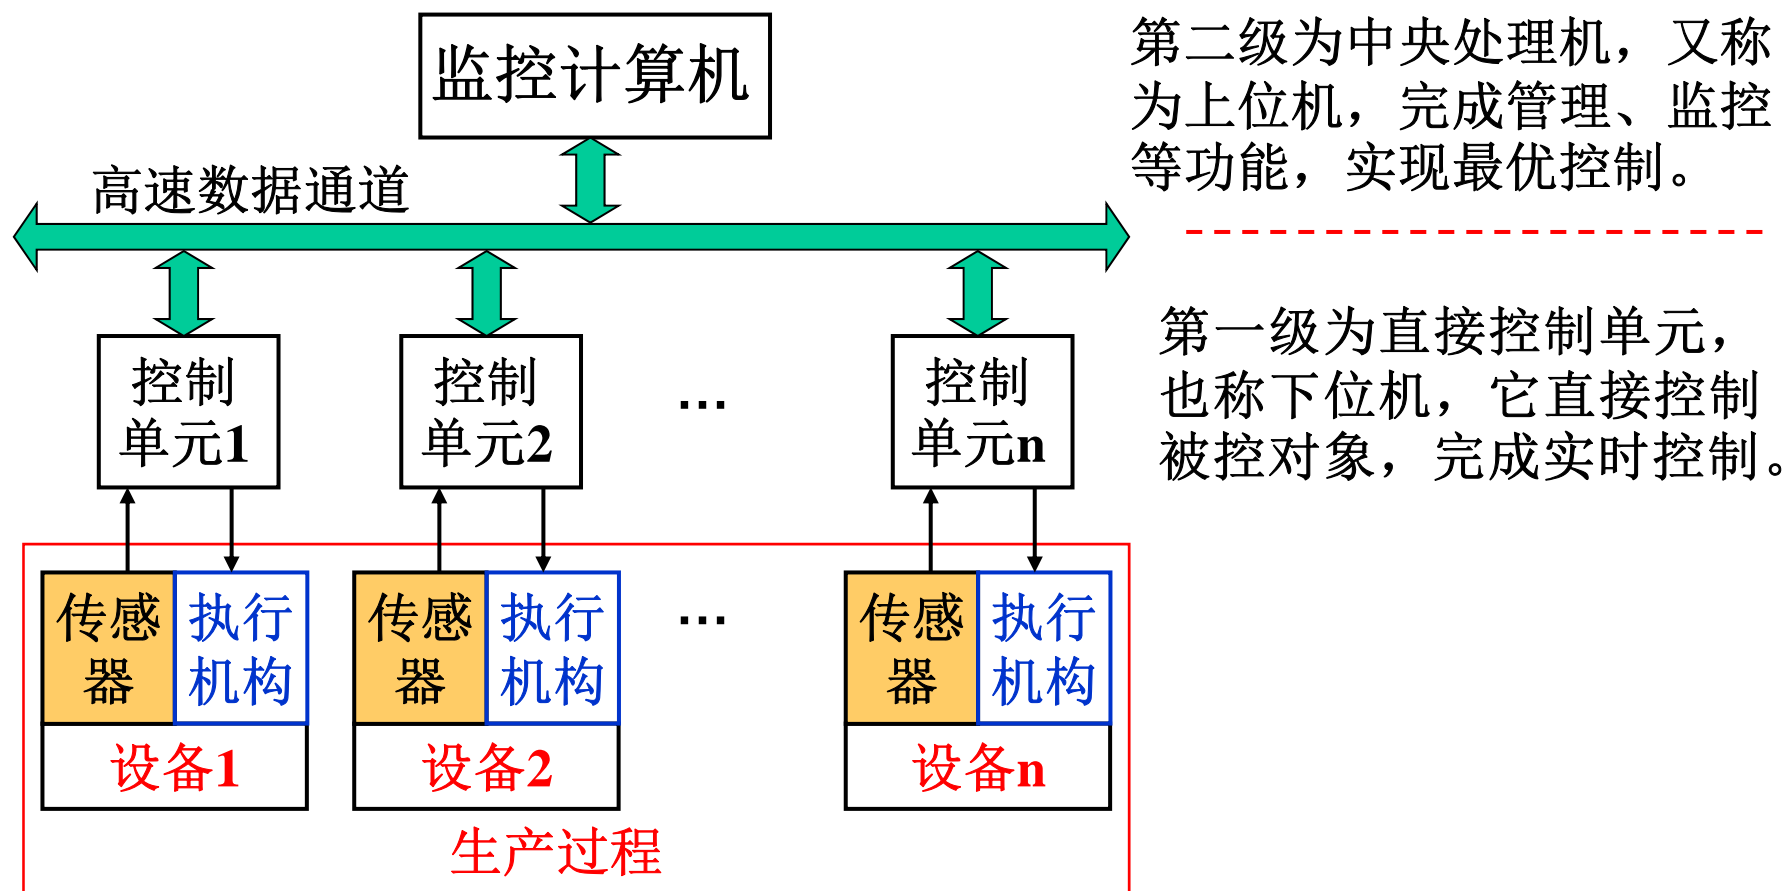 监控计算机
第二级为中央处理机，又称
为上位机，完成管理、监控
等功能，实现最优控制。
高速数据通道
第一级为直接控制单元，
也称下位机，它直接控制
被控对象，完成实时控制。
控制
单元1
控制
单元2
…
控制
单元n
传感
器
执行
机构
设备1
传感
器
执行
机构
设备2
…
传感
器
执行
机构
设备n
生产过程